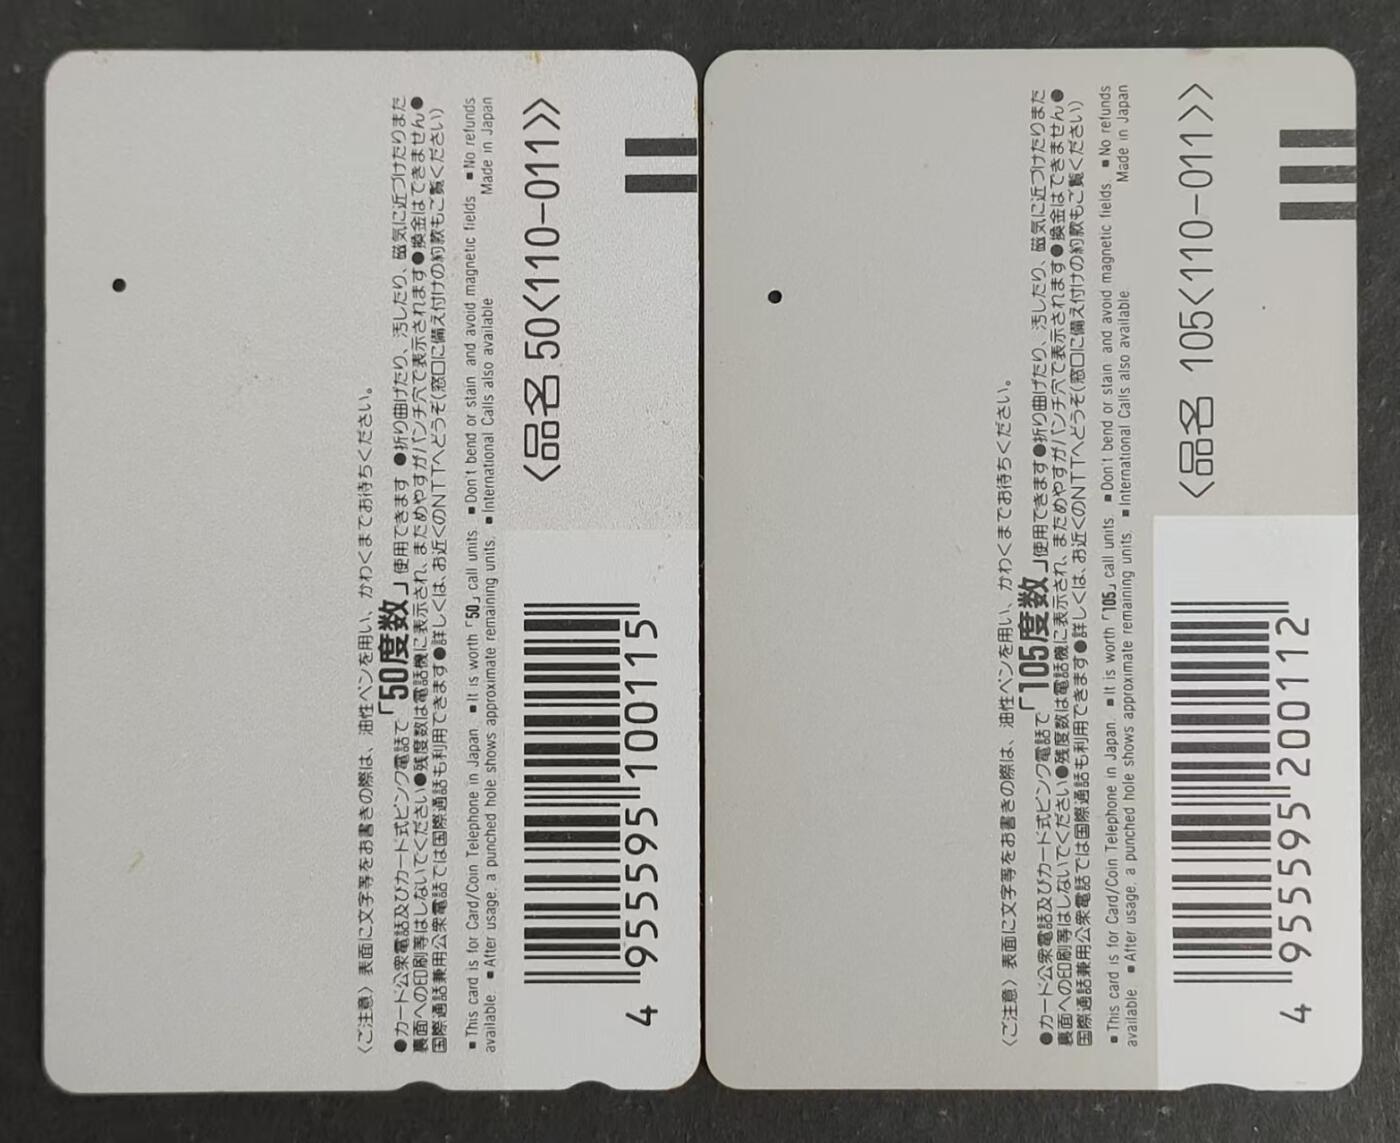 〈ご注意〉表面に文字等をお書きの際は、油性ペンを用い、かわくまでお待ちください。
●カード公衆電話及びカード式ピンク電話で「50度数」使用できます●折り曲げたり、汚したり、磁気に近づけたりまた
裏面への印刷等はしないでください●残度数は電話機に表示され、まためやすがパンチ穴で表示されます●換金はできません●
国際通話兼用公衆電話では国際通話も利用できます●詳しくは、お近くのNTTへどうぞ(窓口に備え付けの約款もご覧ください)
■This card is for Card/Coin Telephone in Japan. ■It is worth「50」call units. ■Don't bend or stain and avoid magnetic fields. ■No refunds
available. ■After usage, a punched hole shows approximate remaining units. ■International Calls also available. Made in Japan
〈品名 50〈110-011〉〉
4 955595 100115
〈ご注意〉表面に文字等をお書きの際は、油性ペンを用い、かわくまでお待ちください。
●カード公衆電話及びカード式ピンク電話で「105度数」使用できます●折り曲げたり、汚したり、磁気に近づけたりまた
裏面への印刷等はしないでください●残度数は電話機に表示され、まためやすがパンチ穴で表示されます●換金はできません●
国際通話兼用公衆電話では国際通話も利用できます●詳しくは、お近くのNTTへどうぞ(窓口に備え付けの約款もご覧ください)
■This card is for Card/Coin Telephone in Japan. ■It is worth「105」call units. ■Don't bend or stain and avoid magnetic fields. ■No refunds
available. ■After usage, a punched hole shows approximate remaining units. ■International Calls also available. Made in Japan
〈品名 105〈110-011〉〉
4 955595 200112